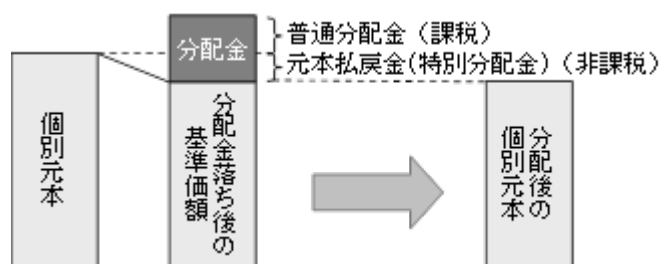 分配金
普通分配金（課税）
元本払戻金(特別分配金)（非課税）
個別元本
分配金落ち後の
基準価額
分配後の
個別元本